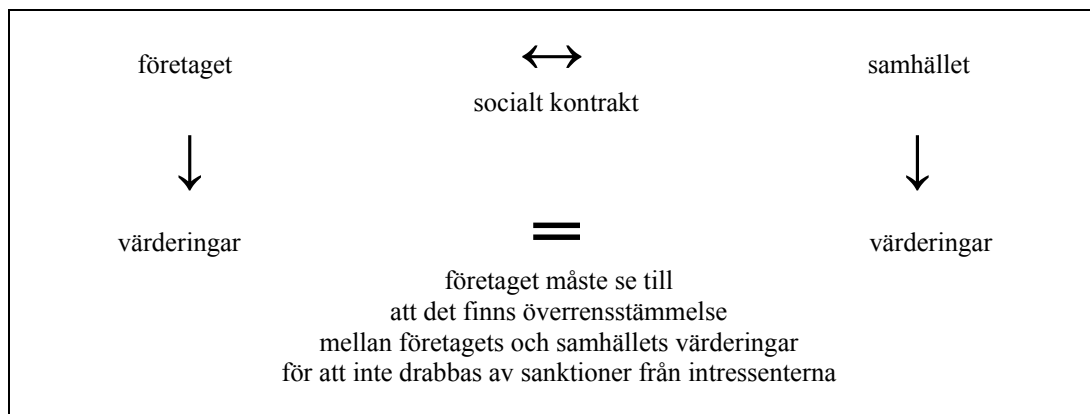 företaget samhället
socialt kontrakt
värderingar = värderingar
företaget måste se till
att det finns överrensstämmelse
mellan företagets och samhällets värderingar
för att inte drabbas av sanktioner från intressenterna